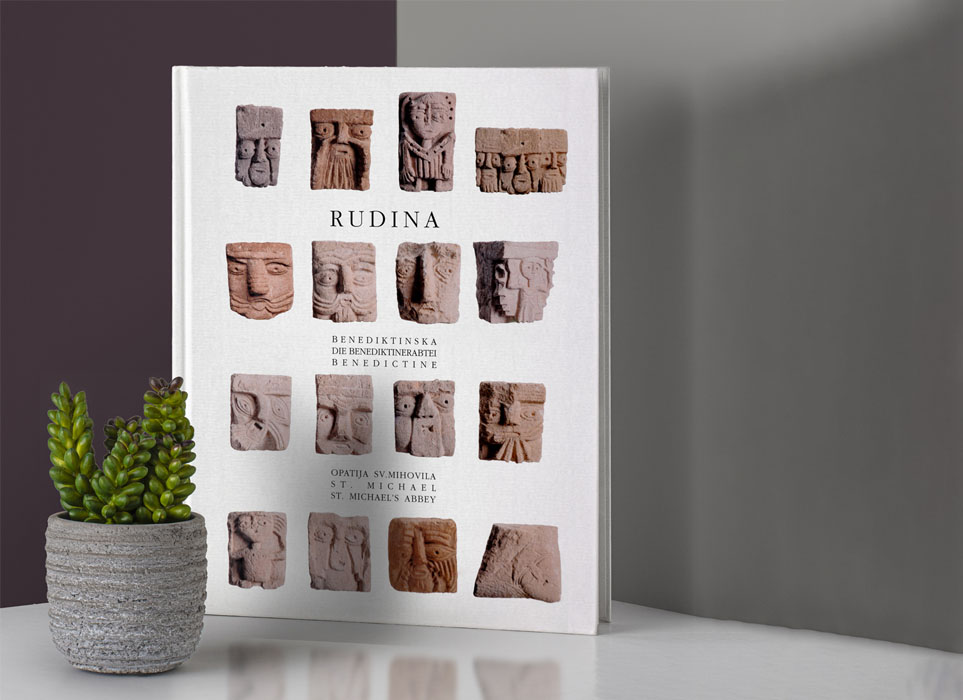 RUDINA
BENEDIKTINSKA
DIE BENEDIKTINERABTEI
BENEDICTINE
OPATIJA SV.MIHOVILA
ST. MICHAEL
ST. MICHAEL'S ABBEY